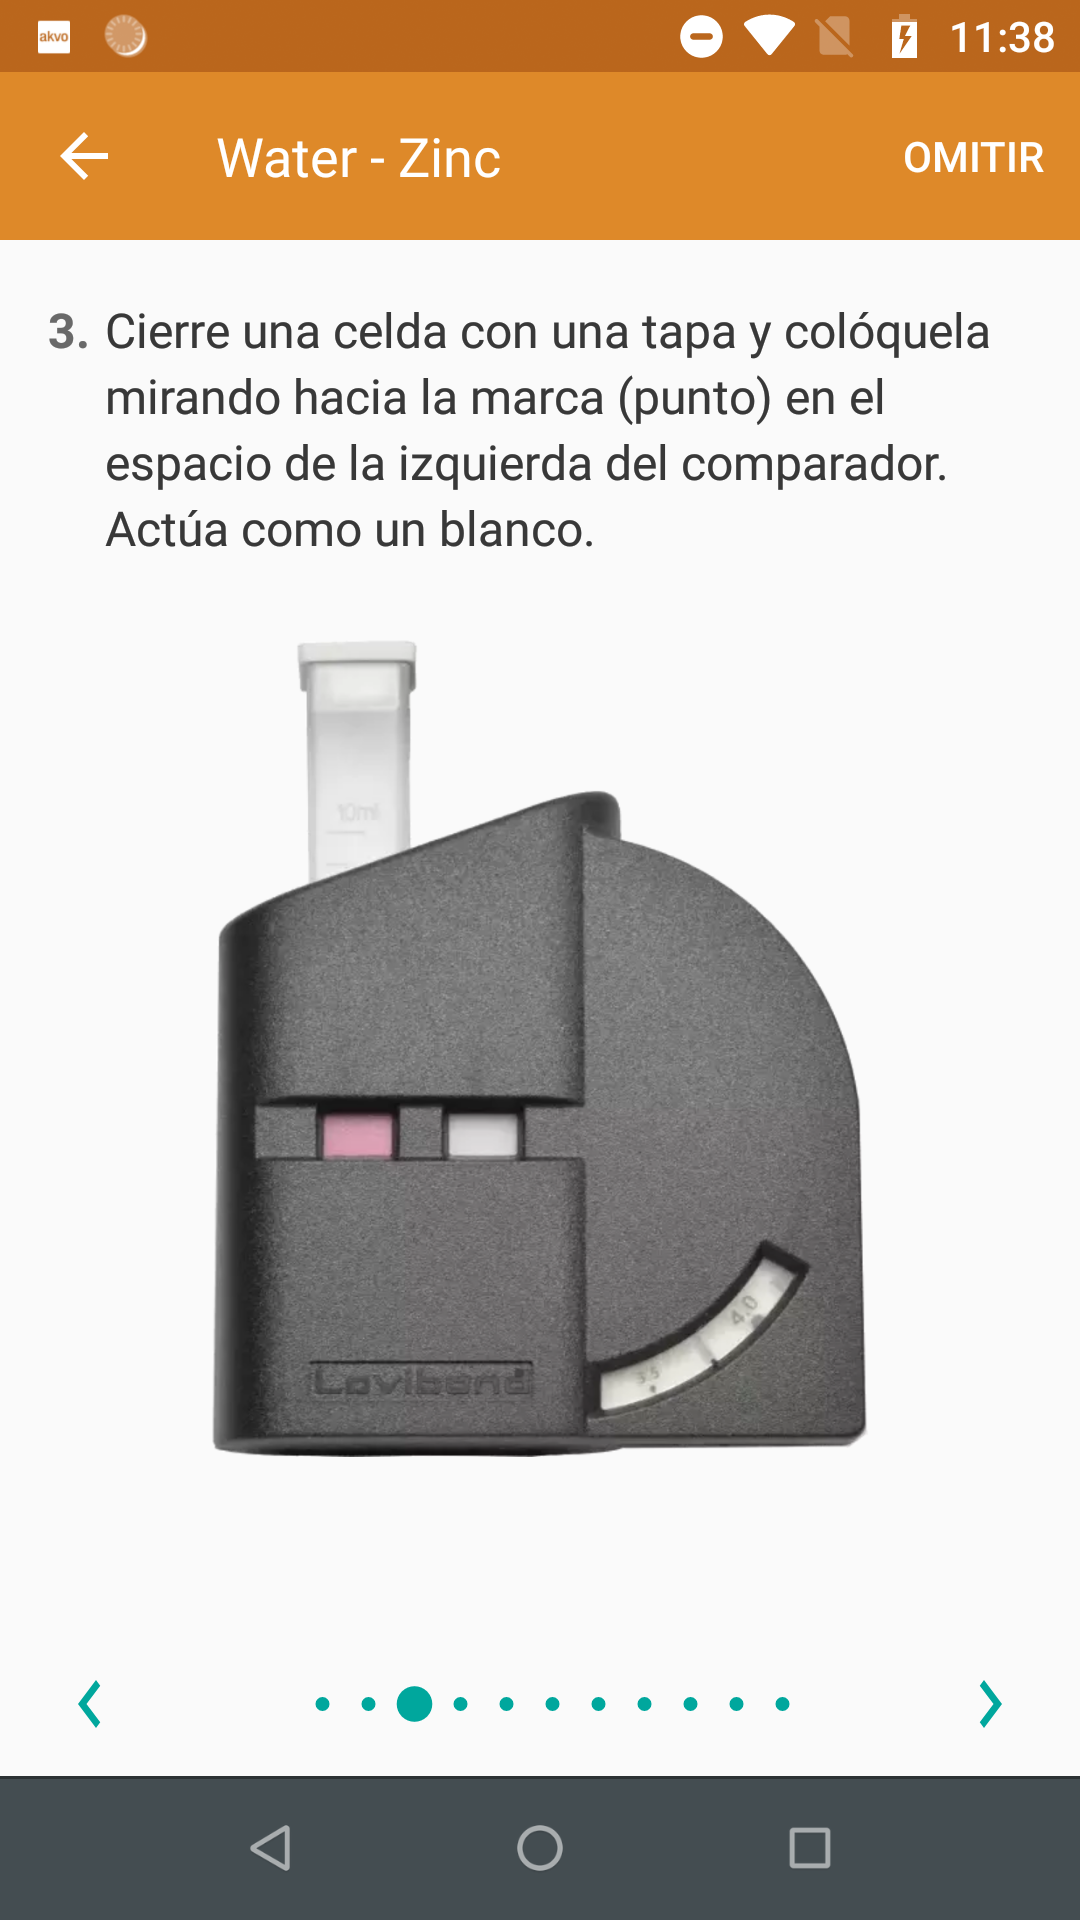 akvo
11:38
Water - Zinc
OMITIR
3. Cierre una celda con una tapa y colóquela
mirando hacia la marca (punto) en el
espacio de la izquierda del comparador.
Actúa como un blanco.
10ml
Lovibond
4.0
3.5